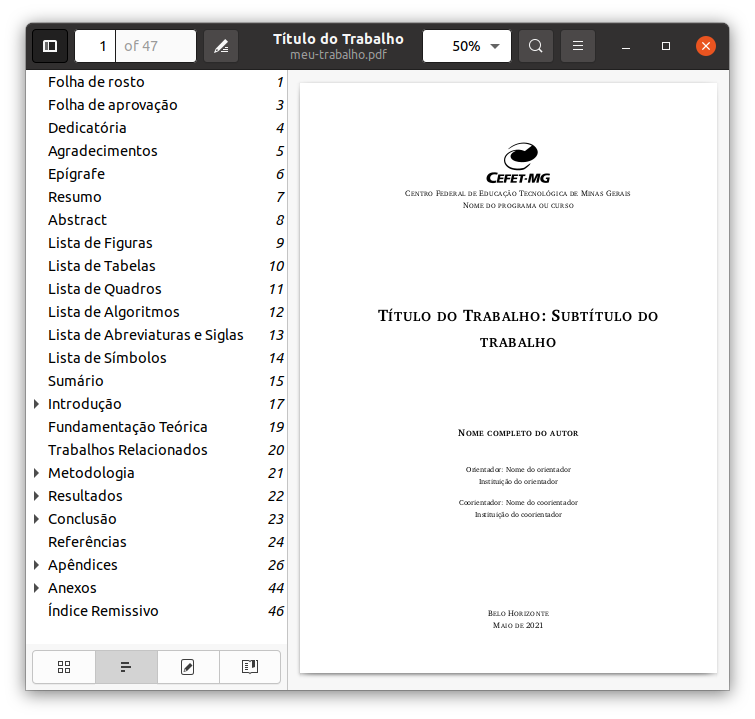 1 of 47
Título do Trabalho
meu-trabalho.pdf
50%
Folha de rosto 1
Folha de aprovação 3
Dedicatória 4
Agradecimentos 5
Epígrafe 6
Resumo 7
Abstract 8
Lista de Figuras 9
Lista de Tabelas 10
Lista de Quadros 11
Lista de Algoritmos 12
Lista de Abreviaturas e Siglas 13
Lista de Símbolos 14
Sumário 15
Introdução 17
Fundamentação Teórica 19
Trabalhos Relacionados 20
Metodologia 21
Resultados 22
Conclusão 23
Referências 24
Apêndices 26
Anexos 44
Índice Remissivo 46
CEFET-MG
Centro Federal de Educação Tecnológica de Minas Gerais
Nome do programa ou curso
Título do Trabalho: Subtítulo do
trabalho
Nome completo do autor
Orientador: Nome do orientador
Instituição do orientador
Coorientador: Nome do coorientador
Instituição do coorientador
Belo Horizonte
Maio de 2021